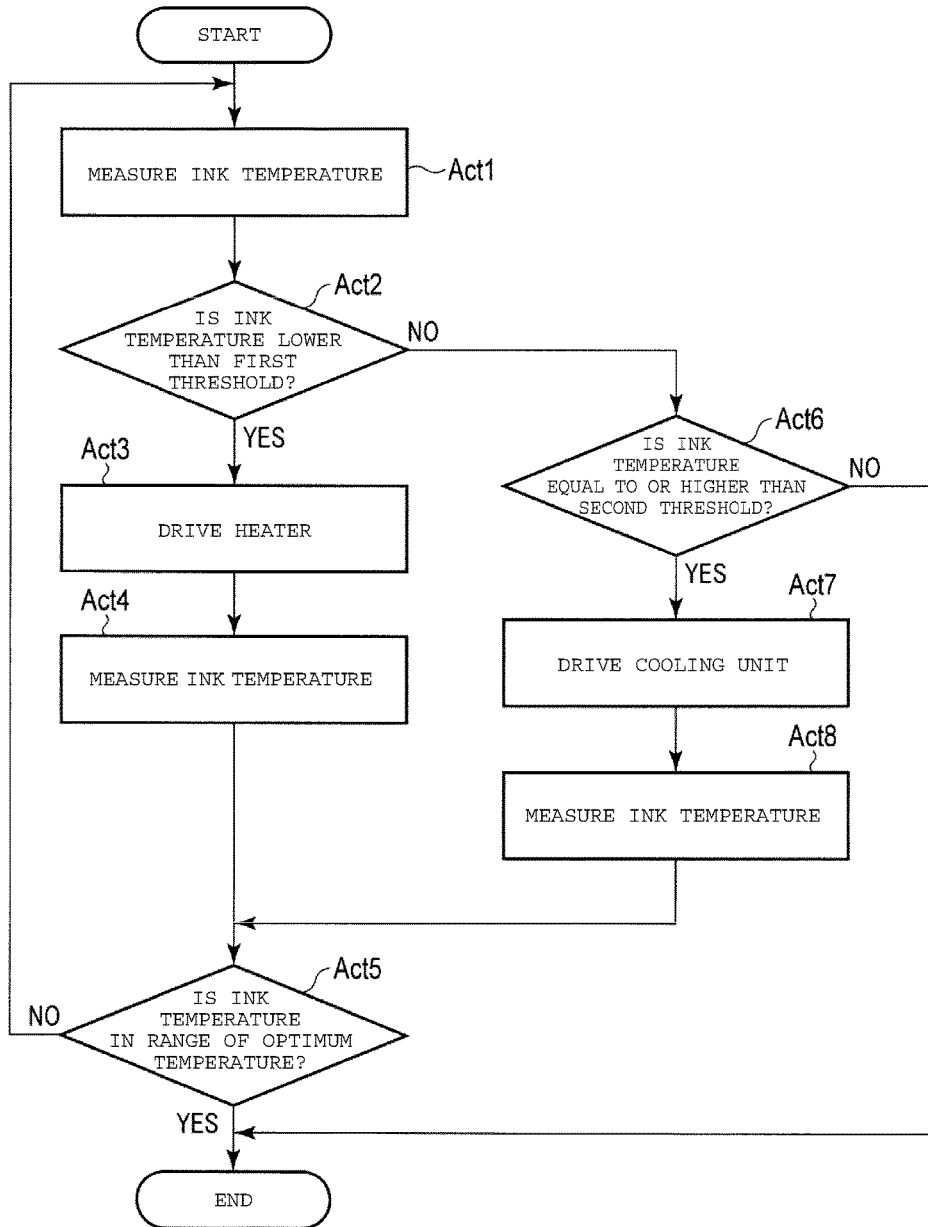 START
MEASURE INK TEMPERATURE
Act1
Act2
IS INK
TEMPERATURE LOWER
THAN FIRST
THRESHOLD?
NO
YES
Act3
DRIVE HEATER
Act4
MEASURE INK TEMPERATURE
Act6
IS INK
TEMPERATURE
EQUAL TO OR HIGHER THAN
SECOND THRESHOLD?
NO
YES
Act7
DRIVE COOLING UNIT
Act8
MEASURE INK TEMPERATURE
Act5
IS INK
TEMPERATURE
IN RANGE OF OPTIMUM
TEMPERATURE?
NO
YES
END